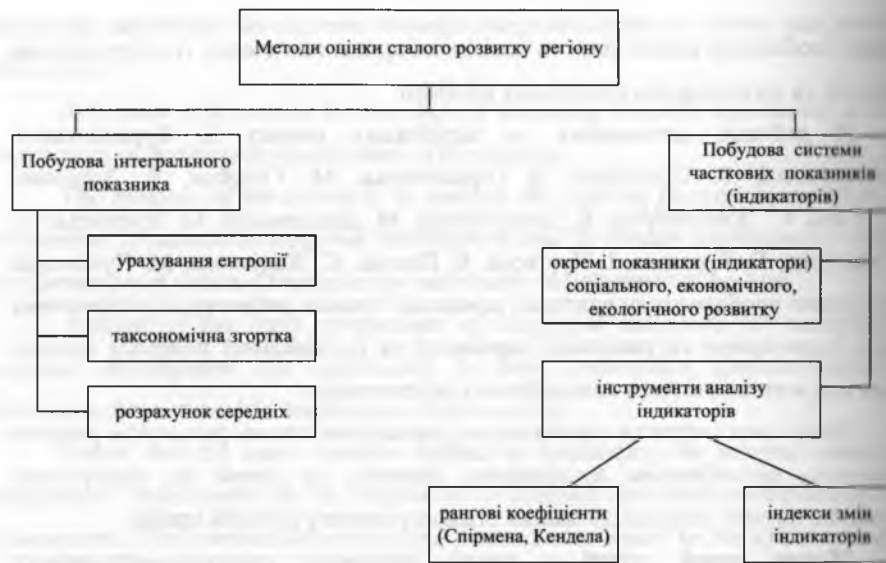 Методи оцінки сталого розвитку регіону
Побудова інтегрального
показника
урахування ентропії
таксономічна згортка
розрахунок середніх
Побудова системи
часткових показників
(індикаторів)
окремі показники (індикатори)
соціального, економічного,
екологічного розвитку
інструменти аналізу
індикаторів
рангові коефіцієнти
(Спірмена, Кендела)
індекси змін
індикаторів